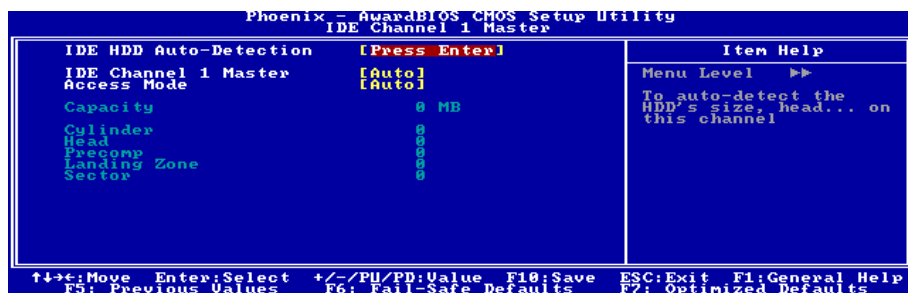 Phoenix - AwardBIOS CMOS Setup Utility
IDE Channel 1 Master
IDE HDD Auto-Detection [Press Enter]
IDE Channel 1 Master [Auto]
Access Mode [Auto]
Capacity 0 MB
Cylinder 0
Head 0
Precomp 0
Landing Zone 0
Sector 0
Item Help
Menu Level ►►
To auto-detect the
HDD's size, head... on
this channel
↑↓→←:Move Enter:Select +/-/PU/PD:Value F10:Save ESC:Exit F1:General Help
F5: Previous Values F6: Fail-Safe Defaults F7: Optimized Defaults